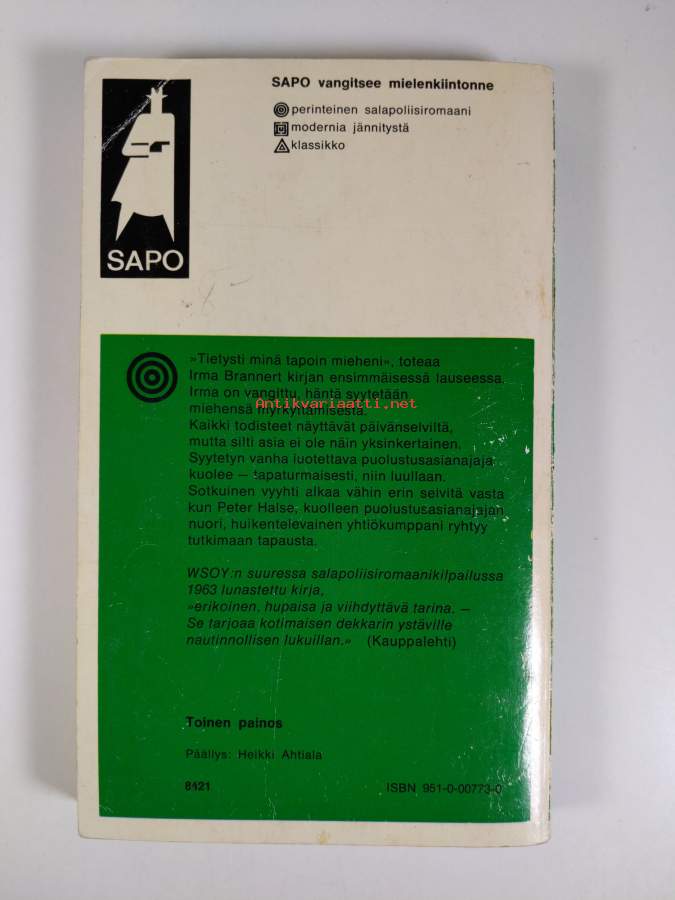 SAPO
SAPO vangitsee mielenkiintonne
perinteinen salapoliisiromaani
modernia jännitystä
klassikko
»Tietysti minä tapoin mieheni», toteaa
Irma Brannert kirjan ensimmäisessä lauseessa.
Irma on vangittu, häntä syytetään
miehensä myrkyttämisestä.
Antikvariaatti.net
Kaikki todisteet näyttävät päivänselviltä,
mutta silti asia ei ole näin yksinkertainen.
Syytetyn vanha luotettava puolustusasianajaja
kuolee — tapaturmaisesti, niin luullaan.
Sotkuinen vyyhti alkaa vähin erin selvitä vasta
kun Peter Halse, kuolleen puolustusasianajajan
nuori, huikentelevainen yhtiökumppani ryhtyy
tutkimaan tapausta.
WSOY:n suuressa salapoliisiromaanikilpailussa
1963 lunastettu kirja,
»erikoinen, hupaisa ja viihdyttävä tarina. —
Se tarjoaa kotimaisen dekkarin ystäville
nautinnollisen lukuillan.» (Kauppalehti)
Toinen painos
Päällys: Heikki Ahtiala
8421 ISBN 951-0-00773-0